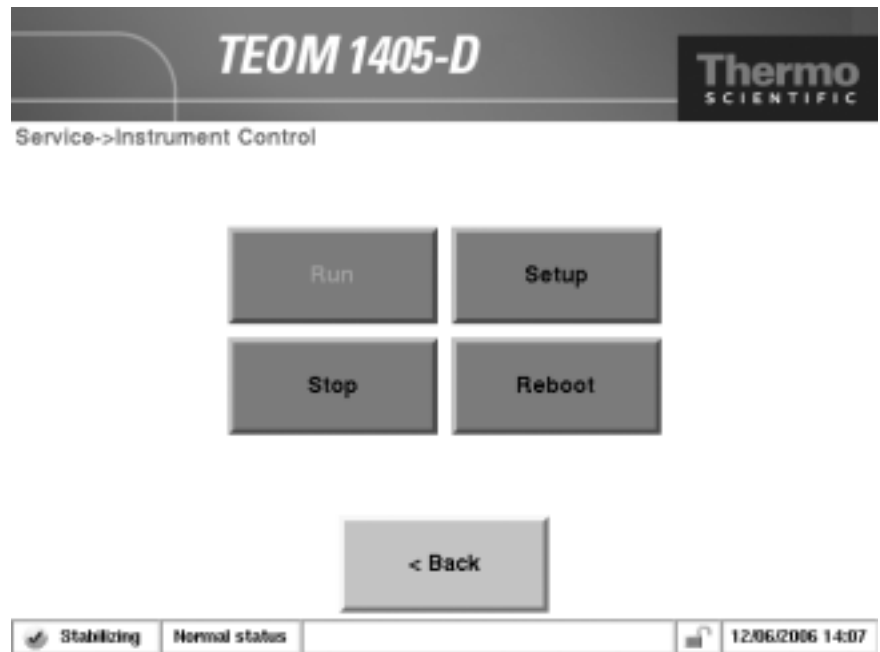 TEOM 1405-D
Thermo
SCIENTIFIC
Service->Instrument Control
Run
Setup
Stop
Reboot
< Back
Stabilizing
Normal status
12/06/2006 14:07